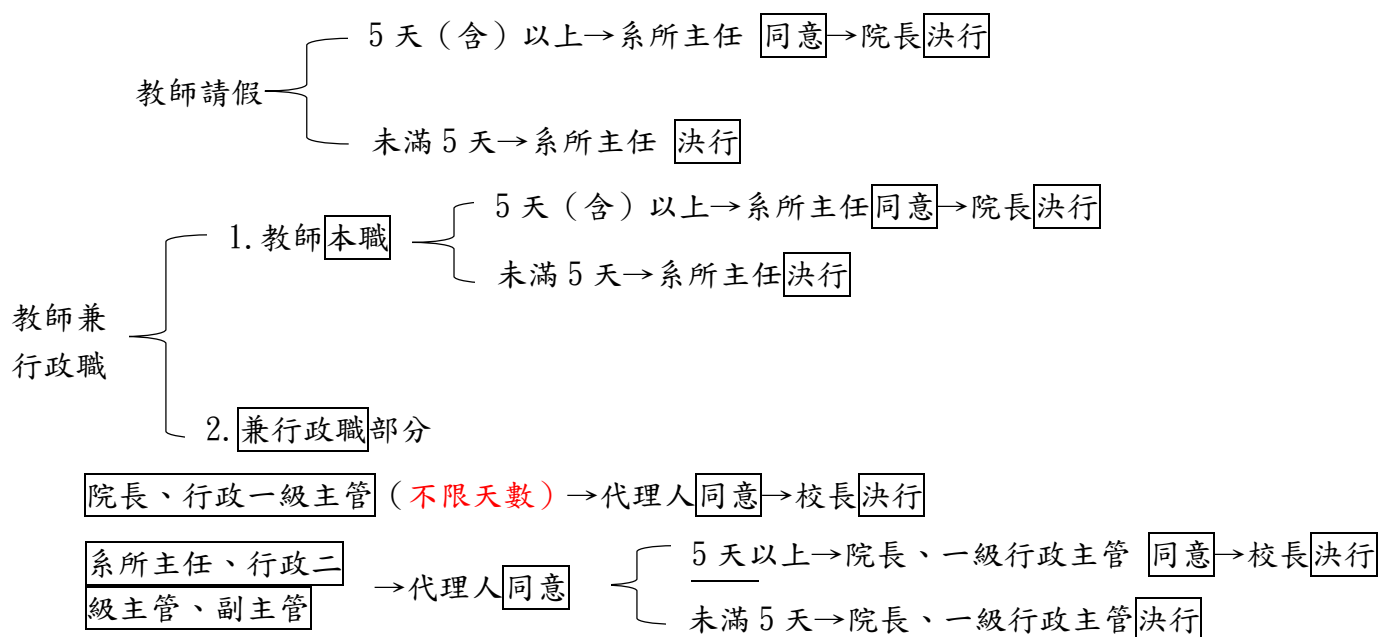 5 天（含）以上→系所主任 同意→院長決行
教師請假
未滿 5 天→系所主任 決行
5 天（含）以上→系所主任同意→院長決行
1.教師本職
未滿 5 天→系所主任決行
教師兼
行政職
2.兼行政職部分
院長、行政一級主管（不限天數）→代理人同意→校長決行
5 天以上→院長、一級行政主管 同意→校長決行
系所主任、行政二
級主管、副主管
→代理人同意
未滿 5 天→院長、一級行政主管決行